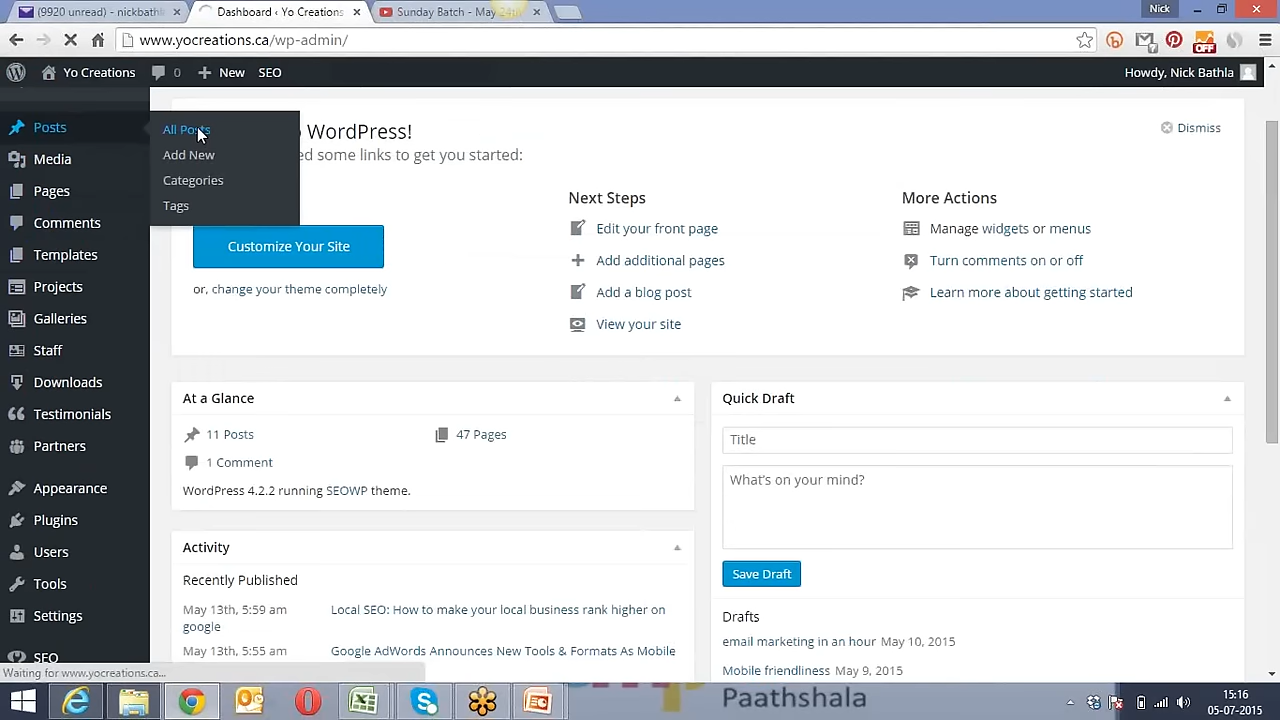 (9920 unread) - nickbathl
Dashboard ‹ Yo Creations
Sunday Batch - May 24th
Nick
www.yocreations.ca/wp-admin/
OFF
Yo Creations
0
New
SEO
Howdy, Nick Bathla
Posts
Media
Pages
Comments
Templates
Projects
Galleries
Staff
Downloads
Testimonials
Partners
Appearance
Plugins
Users
Tools
Settings
SEO
All Posts
Add New
Categories
Tags
WordPress!
some links to get you started:
Dismiss
Customize Your Site
or, change your theme completely
Next Steps
Edit your front page
Add additional pages
Add a blog post
View your site
More Actions
Manage widgets or menus
Turn comments on or off
Learn more about getting started
At a Glance
11 Posts
47 Pages
1 Comment
WordPress 4.2.2 running SEOWP theme.
Activity
Recently Published
May 13th, 5:59 am
Local SEO: How to make your local business rank higher on
google
May 13th, 5:55 am
Google AdWords Announces New Tools & Formats As Mobile
Quick Draft
Title
What's on your mind?
Save Draft
Drafts
email marketing in an hour May 10, 2015
Mobile friendliness May 9, 2015
Waiting for www.yocreations.ca...
Paathshala
15:16
05-07-2015